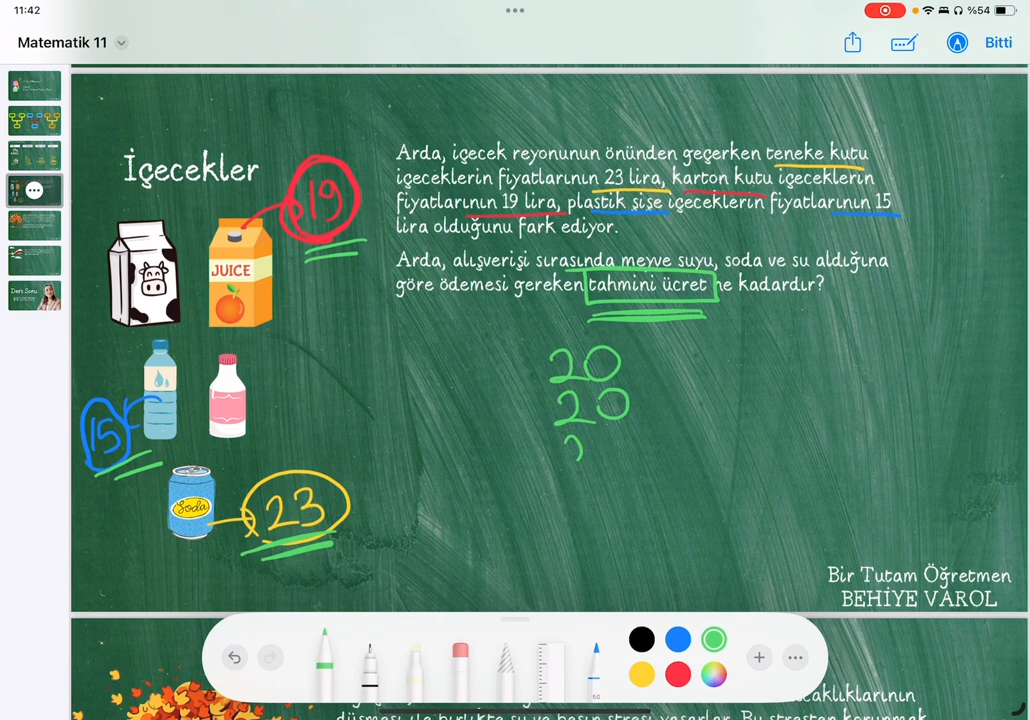 11:42
%54
Matematik 11
Bitti
İçecekler
19
JUICE
15
Soda
23
Arda, içecek reyonunun önünden geçerken teneke kutu
içeceklerin fiyatlarının 23 lira, karton kutu içeceklerin
fiyatlarının 19 lira, plastik şişe içeceklerin fiyatlarının 15
lira olduğunu fark ediyor.
Arda, alışverişi sırasında meyve suyu, soda ve su aldığına
göre ödemesi gereken tahmini ücret ne kadardır?
20
20
Bir Tutam Öğretmen
BEHİYE VAROL
Ders Sonu
50